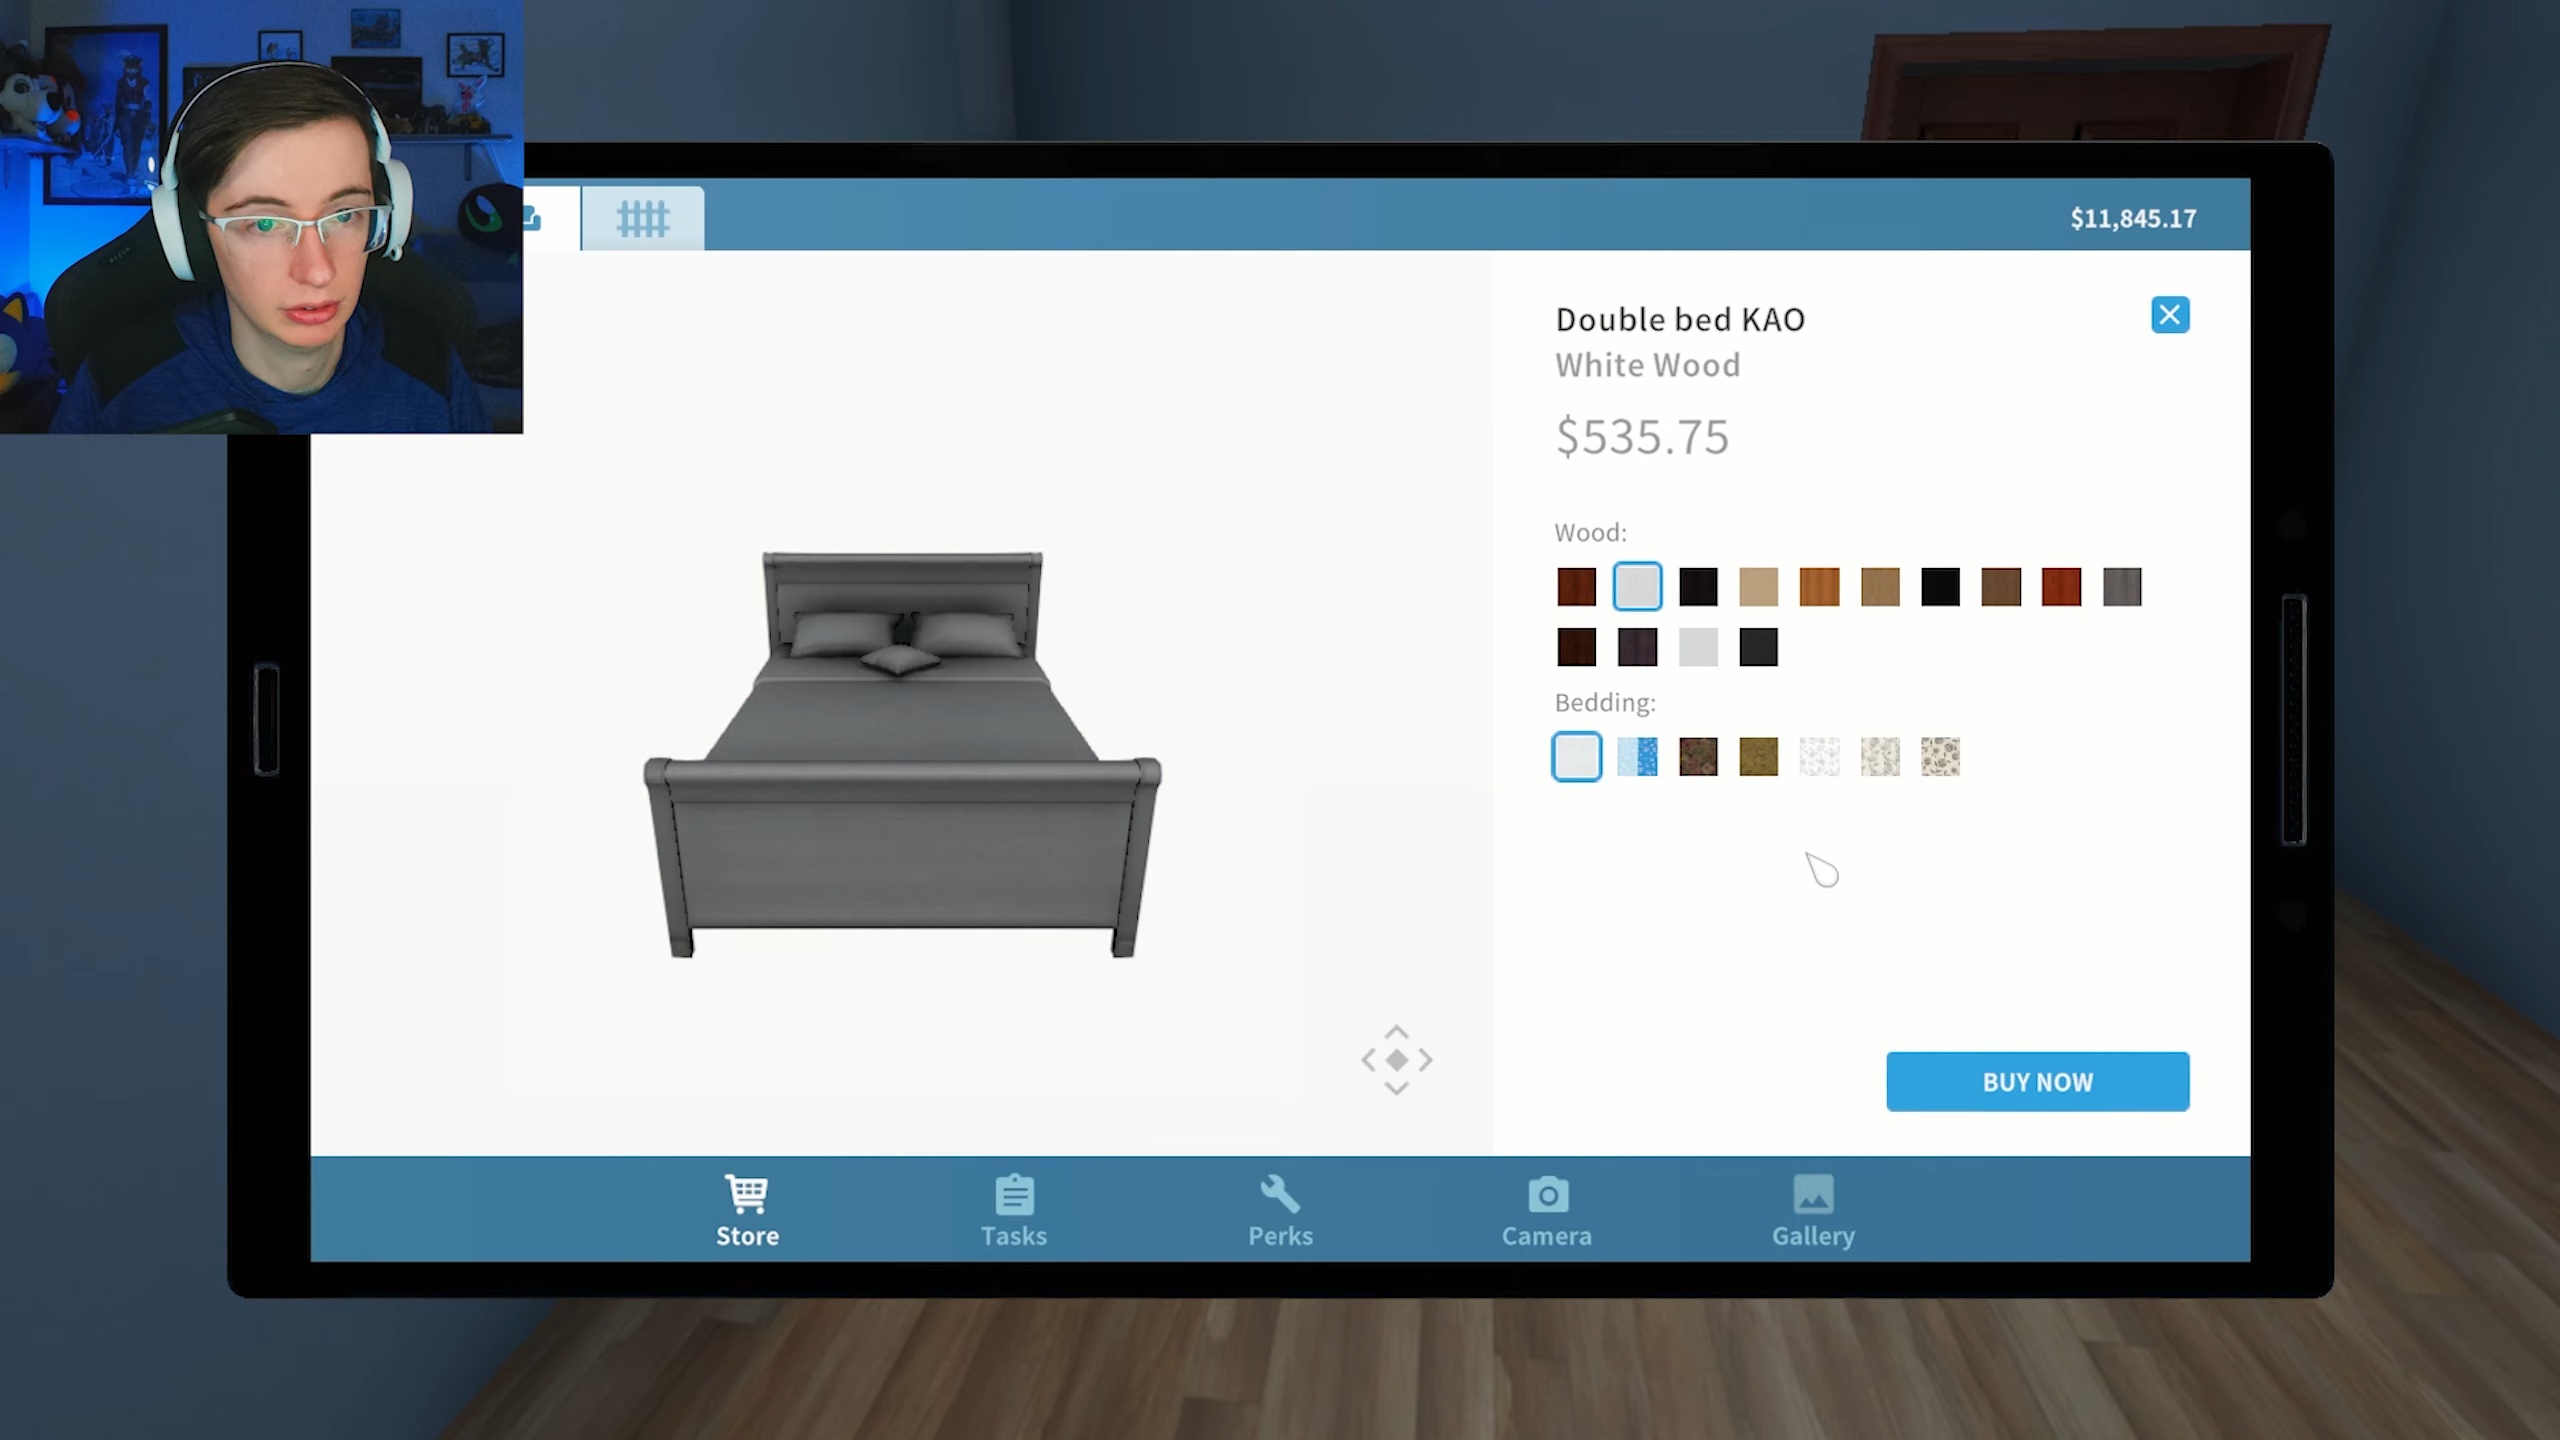 $11,845.17
Double bed KAO
White Wood
$535.75
Wood:
Bedding:
BUY NOW
Store
Tasks
Perks
Camera
Gallery